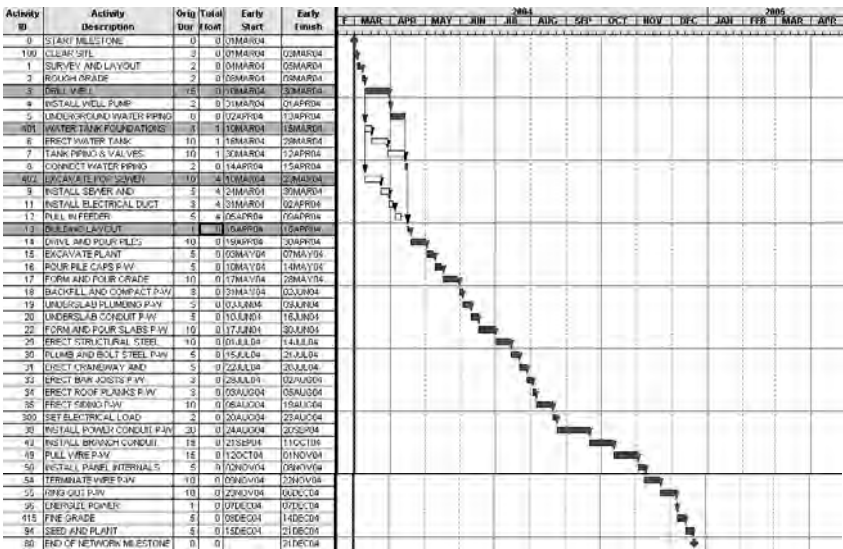 Activity Activity Orig Total Early Early 2004 2005
ID Description Dur Float Start Finish F MAR APR MAY JUN JUL AUG SEP OCT NOV DEC JAN FEB MAR APR
0 START MILESTONE 0 0 01MAR04
100 CLEAR SITE 3 0 01MAR04 03MAR04
1 SURVEY AND LAYOUT 2 0 04MAR04 05MAR04
2 ROUGH GRADE 2 0 08MAR04 09MAR04
3 DRILL WELL 15 0 10MAR04 30MAR04
4 INSTALL WELL PUMP 2 0 31MAR04 01APR04
5 UNDERGROUND WATER PIPING 8 0 02APR04 13APR04
401 WATER TANK FOUNDATIONS 4 1 10MAR04 15MAR04
6 ERECT WATER TANK 10 1 16MAR04 29MAR04
7 TANK PIPING & VALVES 10 1 30MAR04 12APR04
8 CONNECT WATER PIPING 2 0 14APR04 15APR04
402 EXCAVATE FOR SEWER 10 4 10MAR04 23MAR04
9 INSTALL SEWER AND 5 4 24MAR04 30MAR04
11 INSTALL ELECTRICAL DUCT 3 4 31MAR04 02APR04
12 PULL IN FEEDER 5 4 05APR04 09APR04
13 BUILDING LAYOUT 1 0 16APR04 16APR04
14 DRIVE AND POUR PILES 10 0 19APR04 30APR04
15 EXCAVATE PLANT 5 0 03MAY04 07MAY04
16 POUR PILE CAPS P-W 5 0 10MAY04 14MAY04
17 FORM AND POUR GRADE 10 0 17MAY04 28MAY04
18 BACKFILL AND COMPACT P-W 3 0 31MAY04 02JUN04
19 UNDERSLAB PLUMBING P-W 5 0 03JUN04 09JUN04
20 UNDERSLAB CONDUIT P-W 5 0 10JUN04 16JUN04
22 FORM AND POUR SLABS P-W 10 0 17JUN04 30JUN04
29 ERECT STRUCTURAL STEEL 10 0 01JUL04 14JUL04
30 PLUMB AND BOLT STEEL P-W 5 0 15JUL04 21JUL04
31 ERECT CRANEWAY AND 5 0 22JUL04 28JUL04
33 ERECT BAR JOISTS P-W 3 0 29JUL04 02AUG04
34 ERECT ROOF PLANKS P-W 3 0 03AUG04 05AUG04
35 ERECT SIDING P-W 10 0 06AUG04 19AUG04
300 SET ELECTRICAL LOAD 2 0 20AUG04 23AUG04
38 INSTALL POWER CONDUIT P-W 20 0 24AUG04 20SEP04
43 INSTALL BRANCH CONDUIT 15 0 21SEP04 11OCT04
49 PULL WIRE P-W 15 0 12OCT04 01NOV04
50 INSTALL PANEL INTERNALS 5 0 02NOV04 08NOV04
54 TERMINATE WIRE P-W 10 0 09NOV04 22NOV04
55 RING OUT P-W 10 0 23NOV04 06DEC04
56 ENERGIZE POWER 1 0 07DEC04 07DEC04
415 FINE GRADE 5 0 08DEC04 14DEC04
94 SEED AND PLANT 5 0 15DEC04 21DEC04
80 END OF NETWORK MILESTONE 0 0 21DEC04